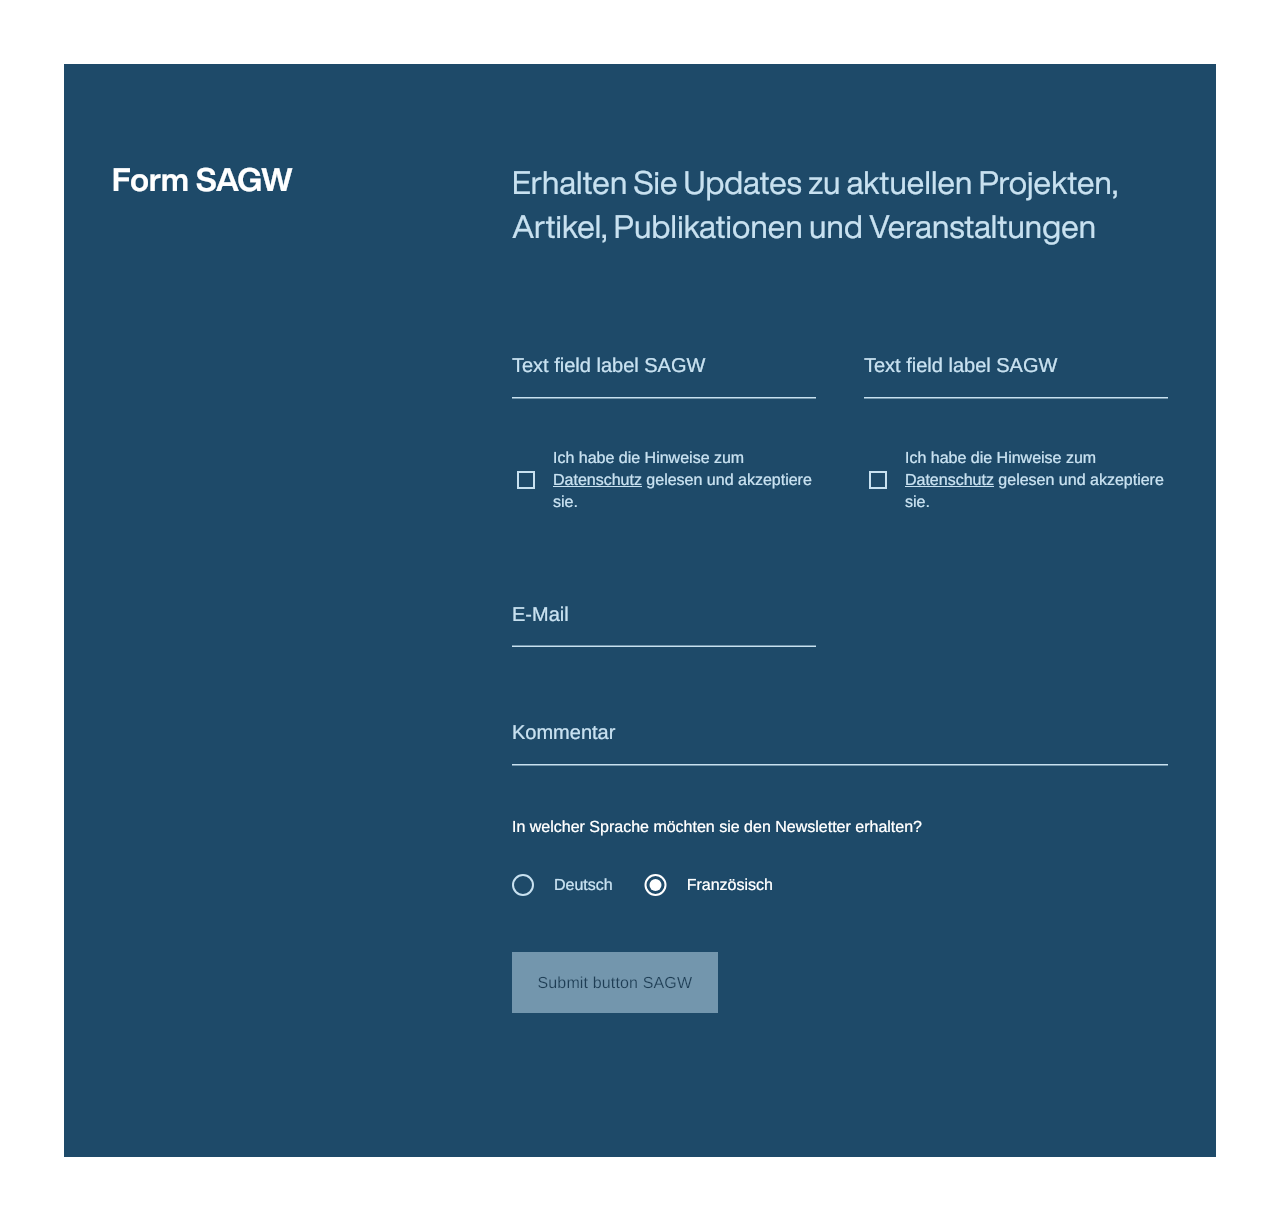 Form SAGW
Erhalten Sie Updates zu aktuellen Projekten,
Artikel, Publikationen und Veranstaltungen
Text field label SAGW
Text field label SAGW
Ich habe die Hinweise zum
Datenschutz gelesen und akzeptiere
sie.
Ich habe die Hinweise zum
Datenschutz gelesen und akzeptiere
sie.
E-Mail
Kommentar
In welcher Sprache möchten sie den Newsletter erhalten?
Deutsch
Französisch
Submit button SAGW